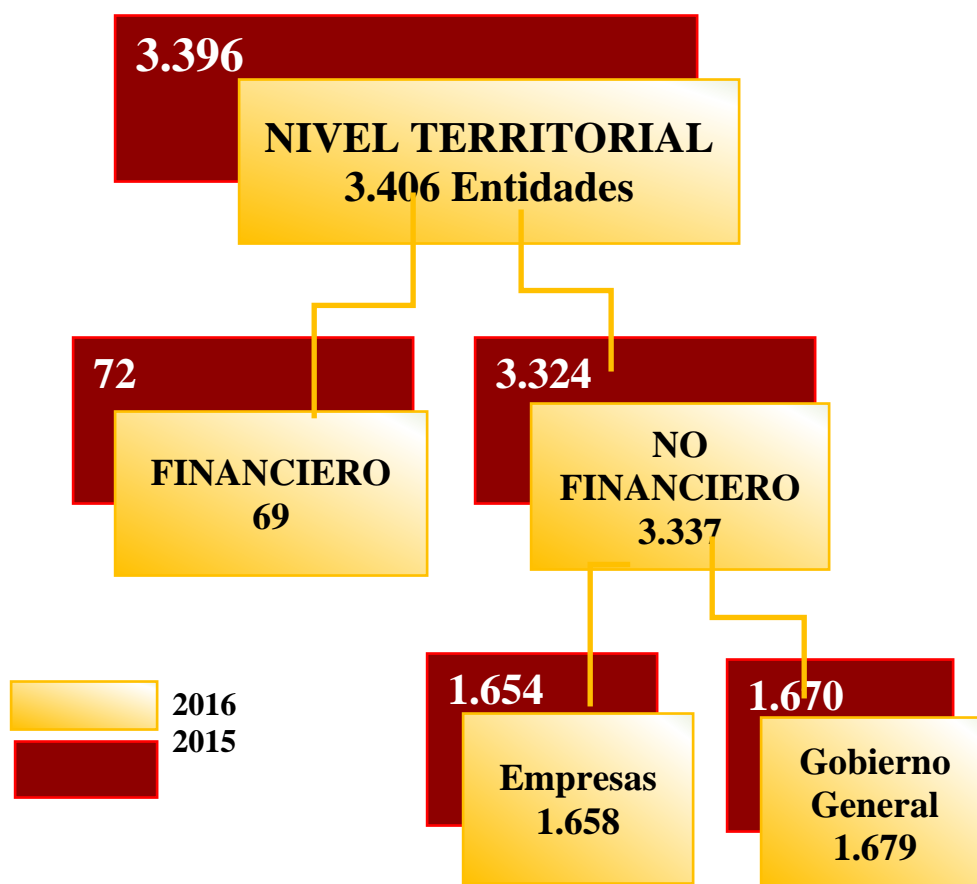 3.396
NIVEL TERRITORIAL
3.406 Entidades
72
FINANCIERO
69
3.324
NO
FINANCIERO
3.337
1.654
Empresas
1.658
1.670
Gobierno
General
1.679
2016
2015